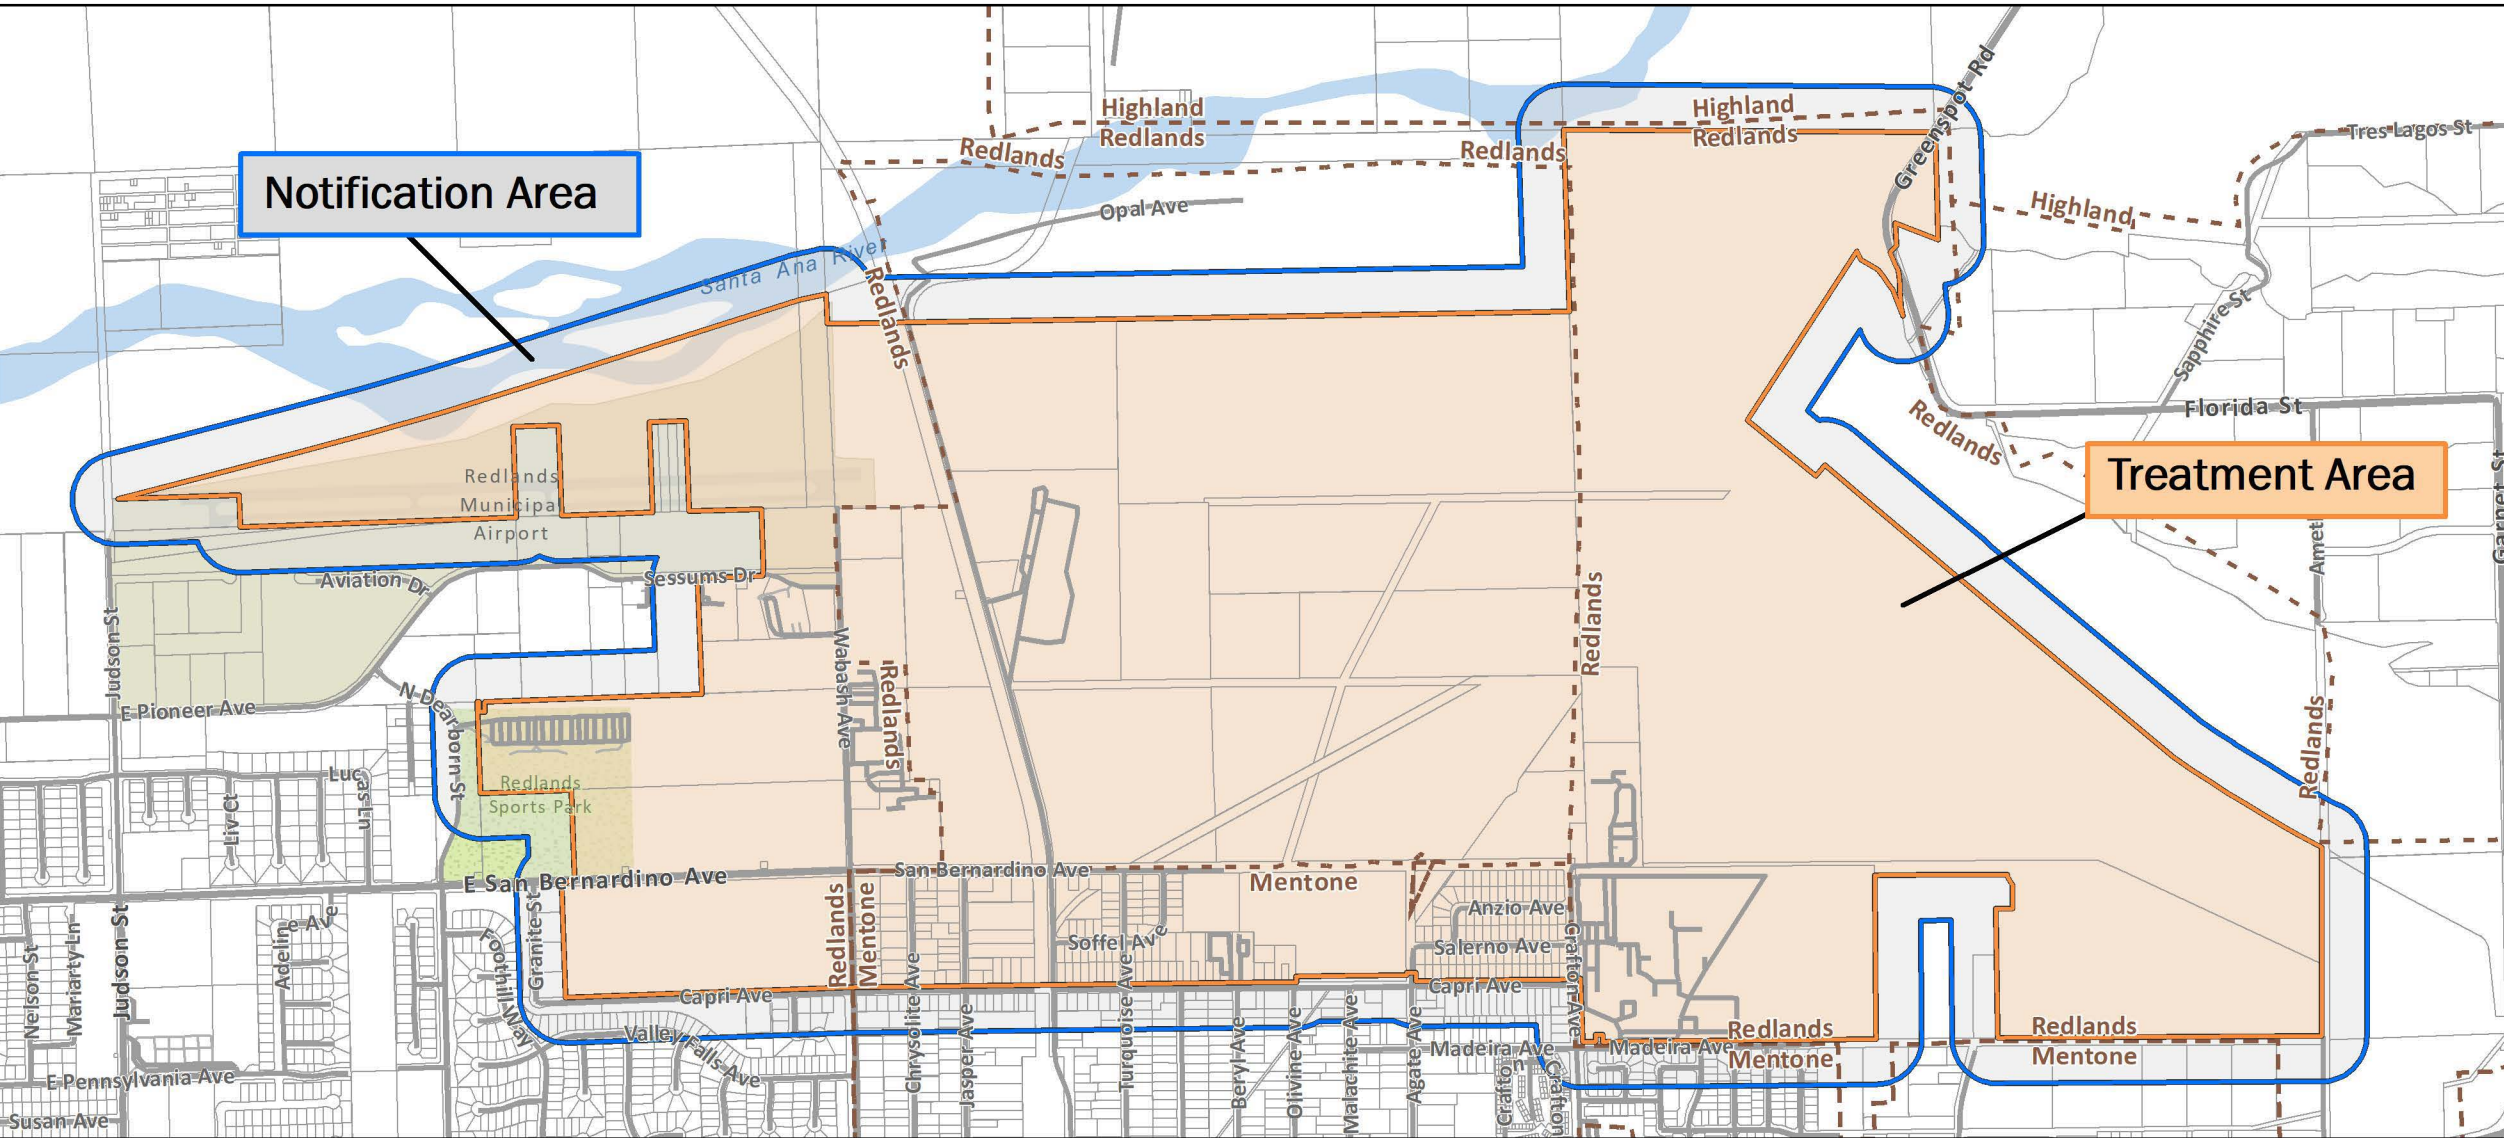 Greenspot Rd
Highland
Redlands
Highland
Redlands
Tres Lagos St
Redlands
Redlands
Notification Area
Opal Ave
Highland
Santa Ana River
Redlands
Sapphire St
Florida St
Redlands
Treatment Area
Garnet St
Redlands
Municipal
Airport
Aviation Dr
Sessums Dr
Judson St
Wabash Ave
Redlands
Redlands
Redlands
N Dearborn St
E Pioneer Ave
Lucas Ln
Liv Ct
Redlands
Sports Park
E San Bernardino Ave
San Bernardino Ave
Mentone
Redlands
Mentone
Anzio Ave
Soffel Ave
Salerno Ave
Crafton Ave
Nelson St
Mariarty Ln
Judson St
Foothill Way
Granite St
Capri Ave
Capri Ave
Valley Falls Ave
Chrysolite Ave
Jasper Ave
Turquoise Ave
Beryl Ave
Olivine Ave
Malachite Ave
Agate Ave
Madeira Ave
Madeira Ave
Redlands
Mentone
Redlands
Mentone
Crafton
Crafton
E Pennsylvania Ave
Susan Ave